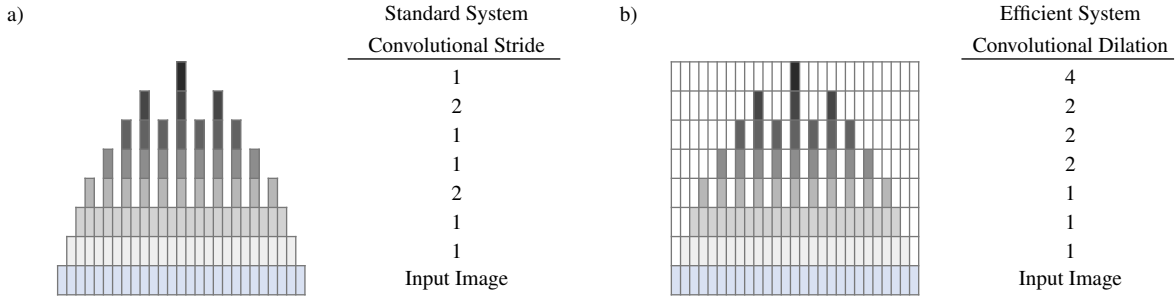 a)
Standard System
Convolutional Stride
1
2
1
1
2
1
1
Input Image
b)
Efficient System
Convolutional Dilation
4
2
2
2
1
1
1
Input Image